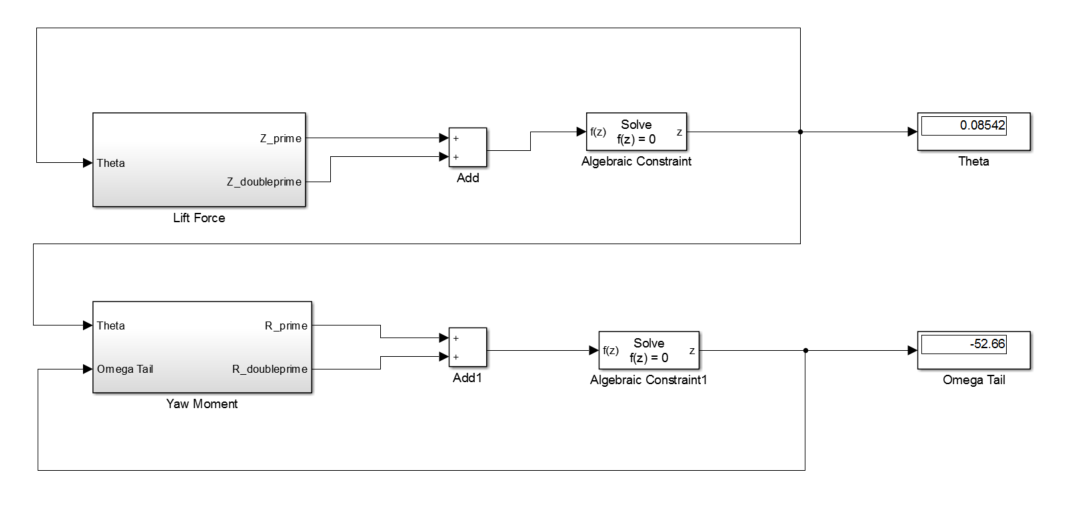 Theta
Z_prime
Z_doubleprime
Lift Force
+
+
Add
f(z)
Solve
f(z) = 0
z
Algebraic Constraint
0.08542
Theta
Theta
Omega Tail
R_prime
R_doubleprime
Yaw Moment
+
+
Add1
f(z)
Solve
f(z) = 0
z
Algebraic Constraint1
-52.66
Omega Tail